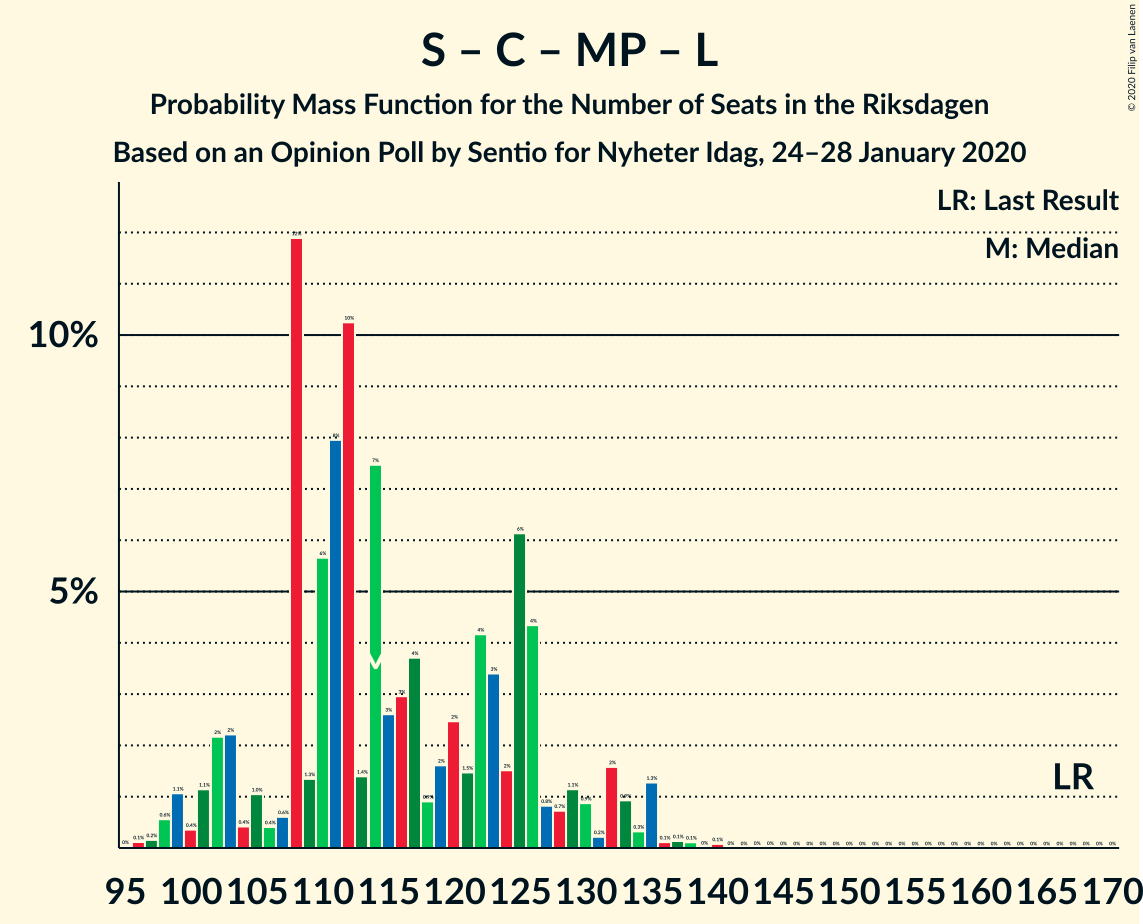 S – C – MP – L
Probability Mass Function for the Number of Seats in the Riksdagen
Based on an Opinion Poll by Sentio for Nyheter Idag, 24–28 January 2020
© 2020 Filip van Laenen
LR: Last Result
M: Median
10%
5%
LR
95 100 105 110 115 120 125 130 135 140 145 150 155 160 165 170